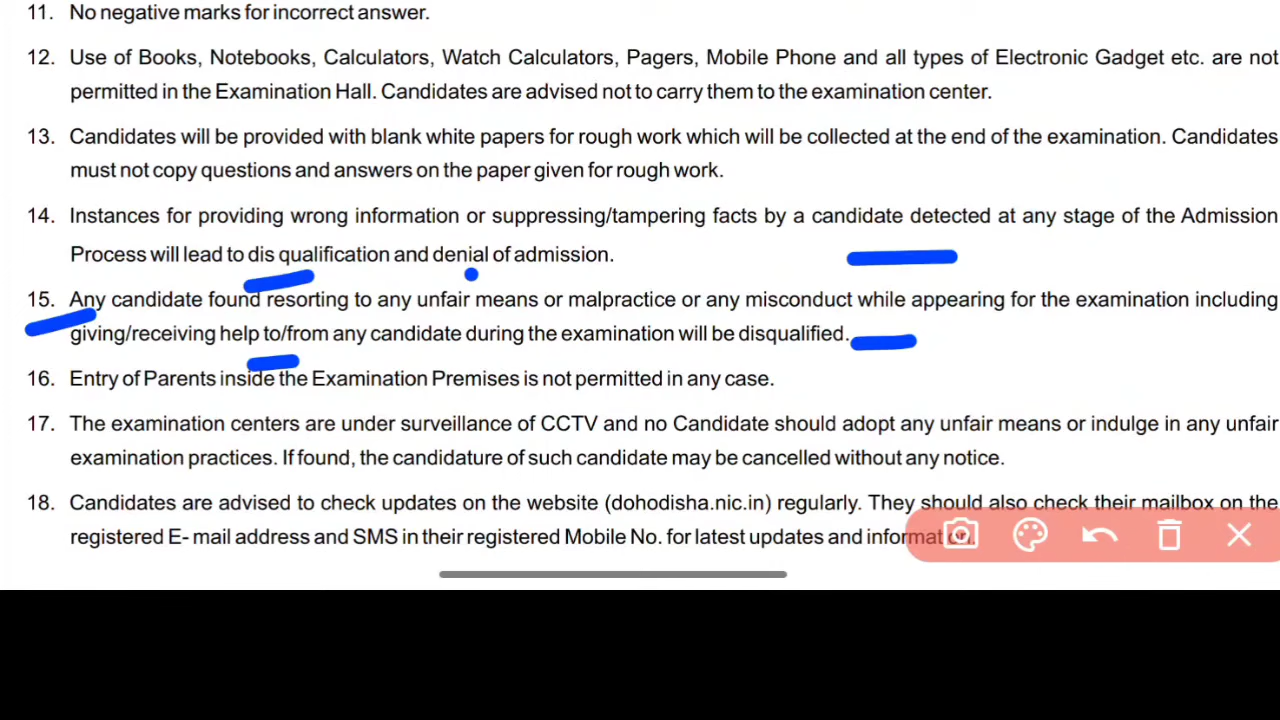 11. No negative marks for incorrect answer.
12. Use of Books, Notebooks, Calculators, Watch Calculators, Pagers, Mobile Phone and all types of Electronic Gadget etc. are not
permitted in the Examination Hall. Candidates are advised not to carry them to the examination center.
13. Candidates will be provided with blank white papers for rough work which will be collected at the end of the examination. Candidates
must not copy questions and answers on the paper given for rough work.
14. Instances for providing wrong information or suppressing/tampering facts by a candidate detected at any stage of the Admission
Process will lead to dis qualification and denial of admission.
15. Any candidate found resorting to any unfair means or malpractice or any misconduct while appearing for the examination including
giving/receiving help to/from any candidate during the examination will be disqualified.
16. Entry of Parents inside the Examination Premises is not permitted in any case.
17. The examination centers are under surveillance of CCTV and no Candidate should adopt any unfair means or indulge in any unfair
examination practices. If found, the candidature of such candidate may be cancelled without any notice.
18. Candidates are advised to check updates on the website (dohodisha.nic.in) regularly. They should also check their mailbox on the
registered E- mail address and SMS in their registered Mobile No. for latest updates and information.